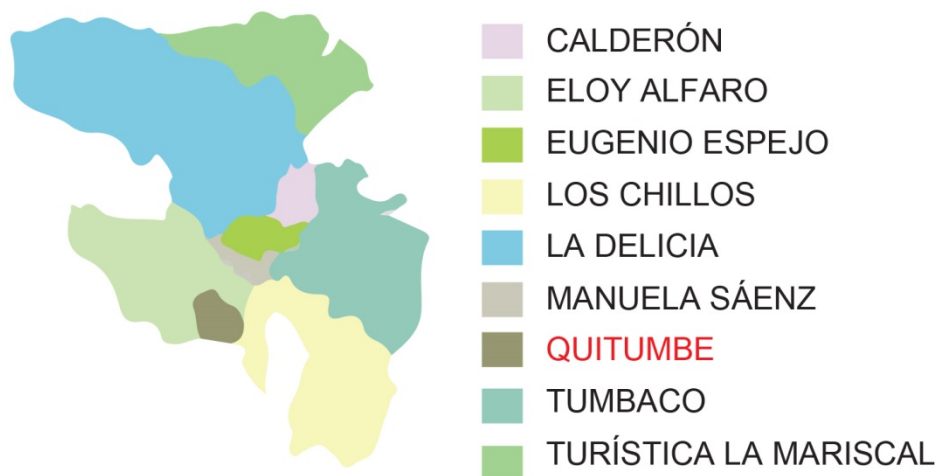 CALDERÓN
ELOY ALFARO
EUGENIO ESPEJO
LOS CHILLOS
LA DELICIA
MANUELA SÁENZ
QUITUMBE
TUMBACO
TURÍSTICA LA MARISCAL